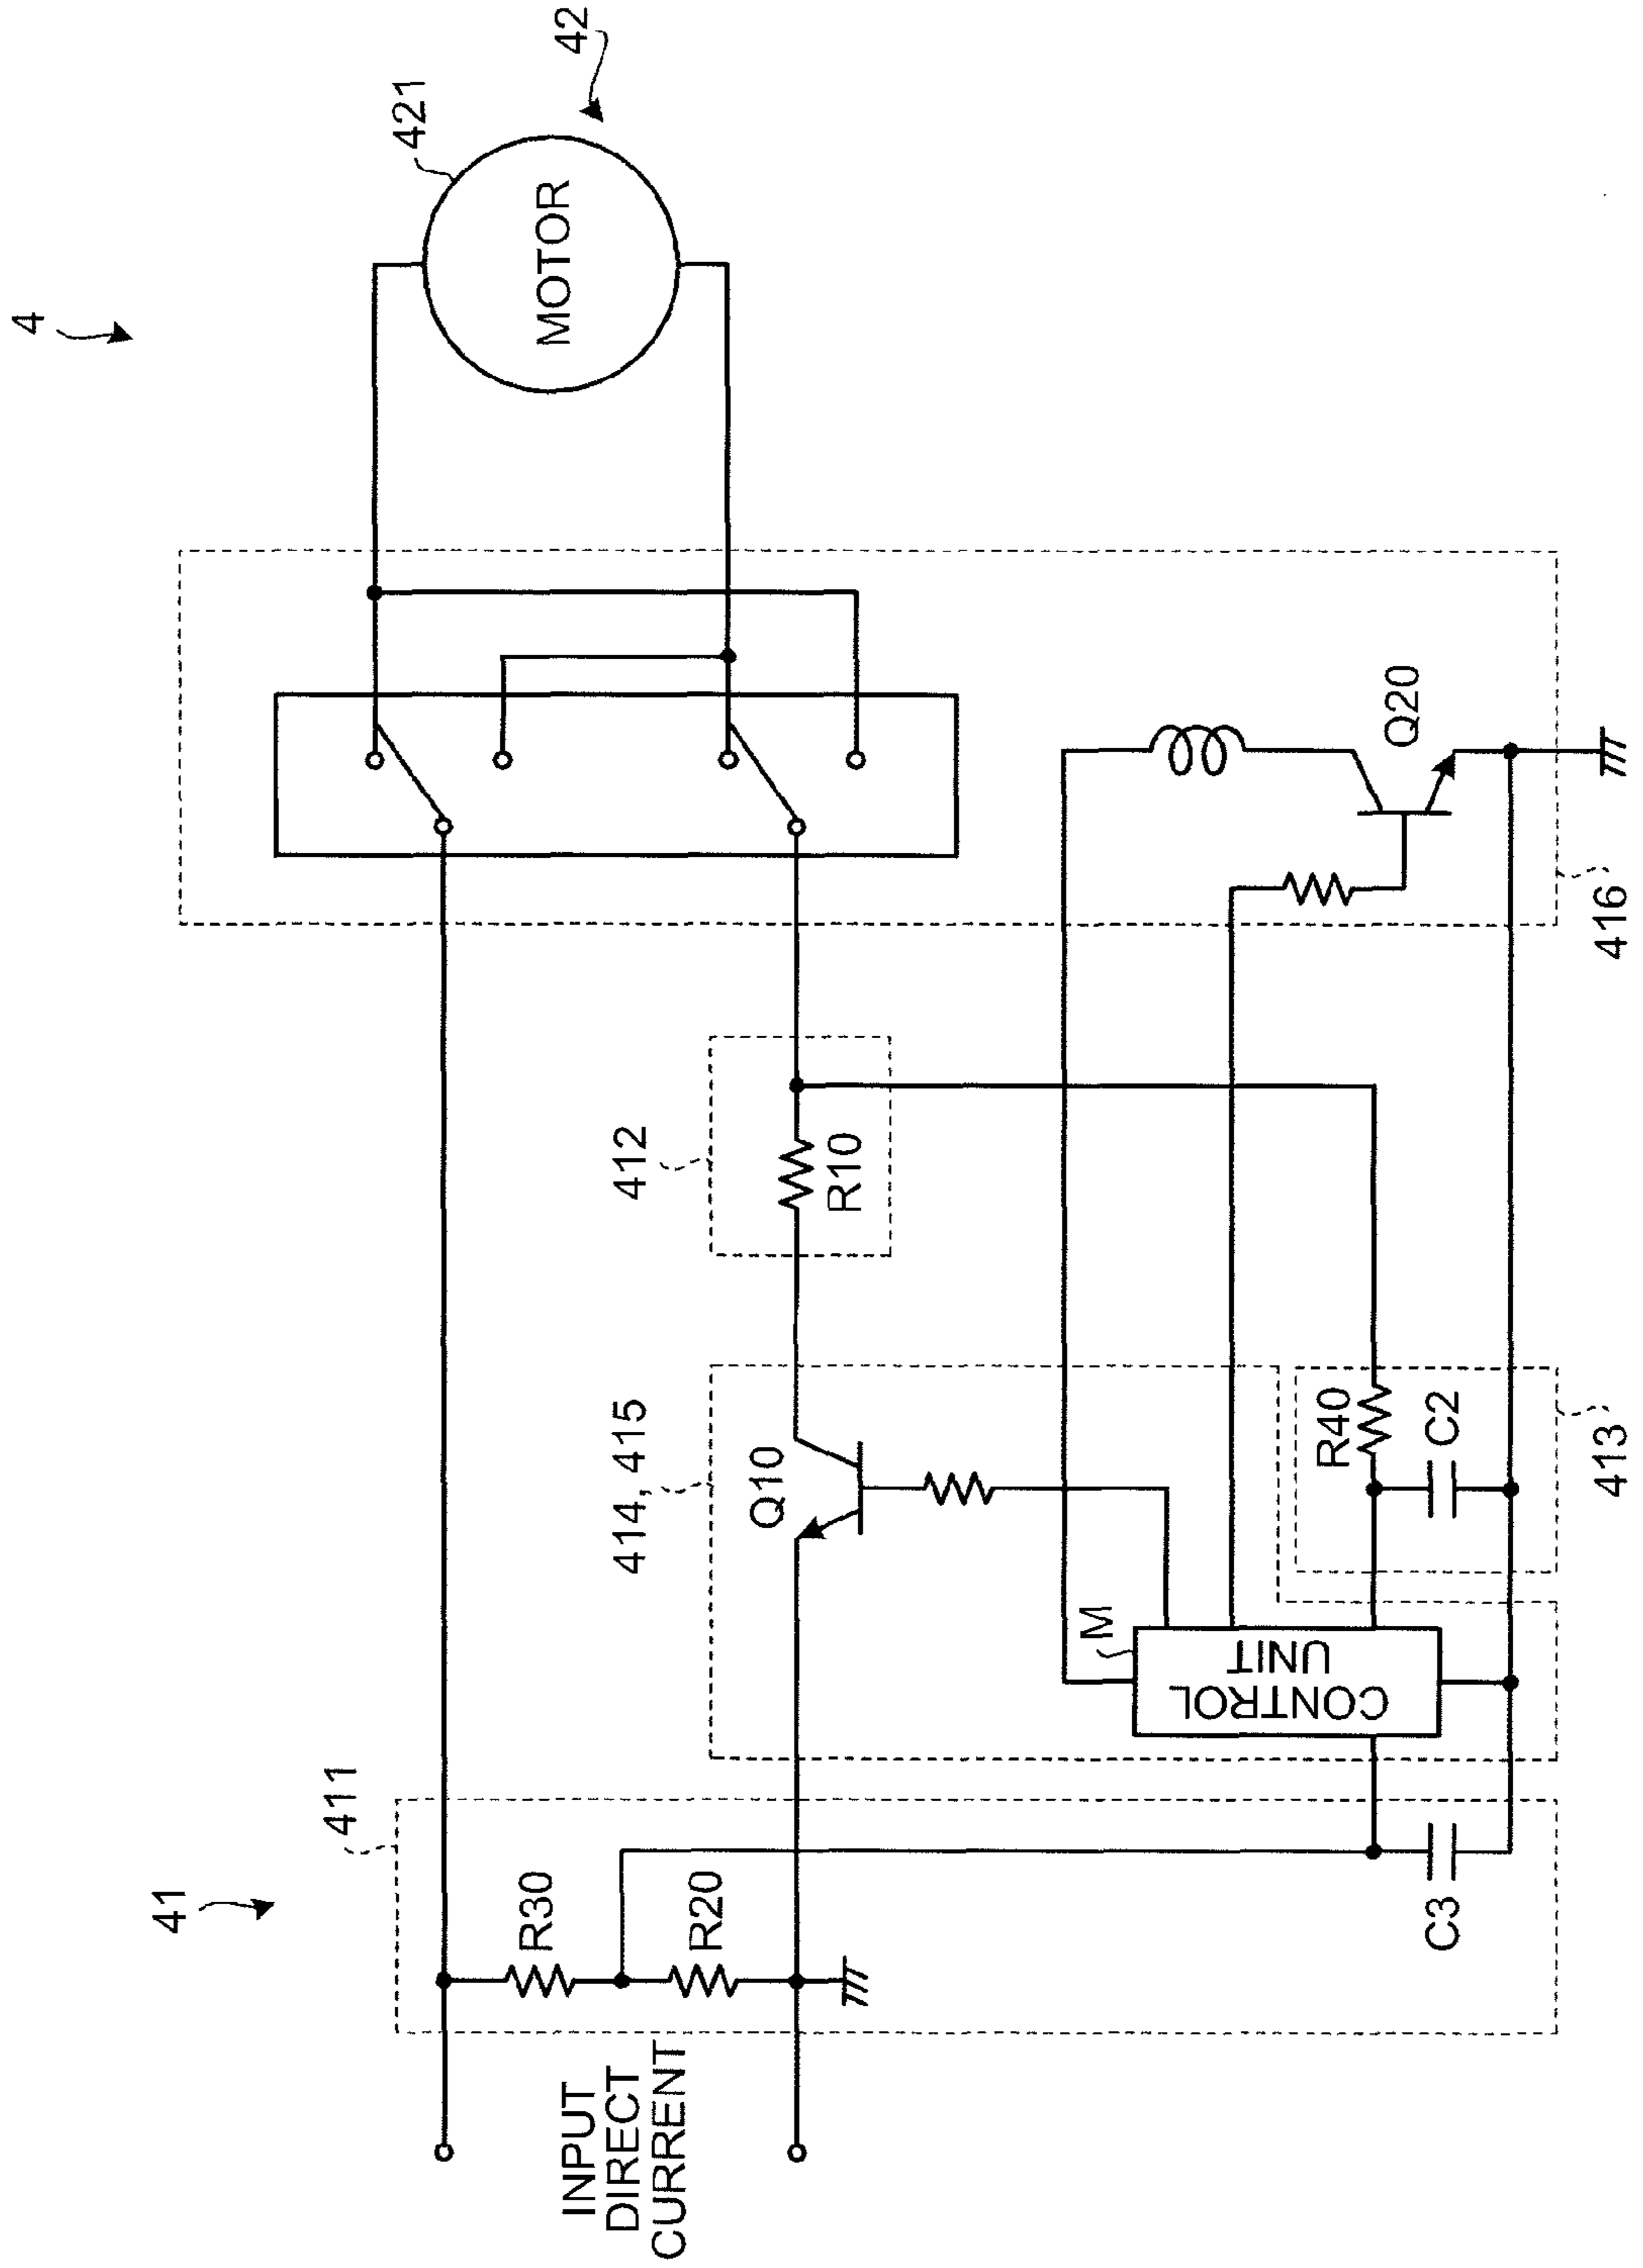 4
41
42
421
MOTOR
411
INPUT
DIRECT
CURRENT
R30
R20
414, 415
Q10
412
R10
M
CONTROL
UNIT
R40
C2
C3
413
Q20
416